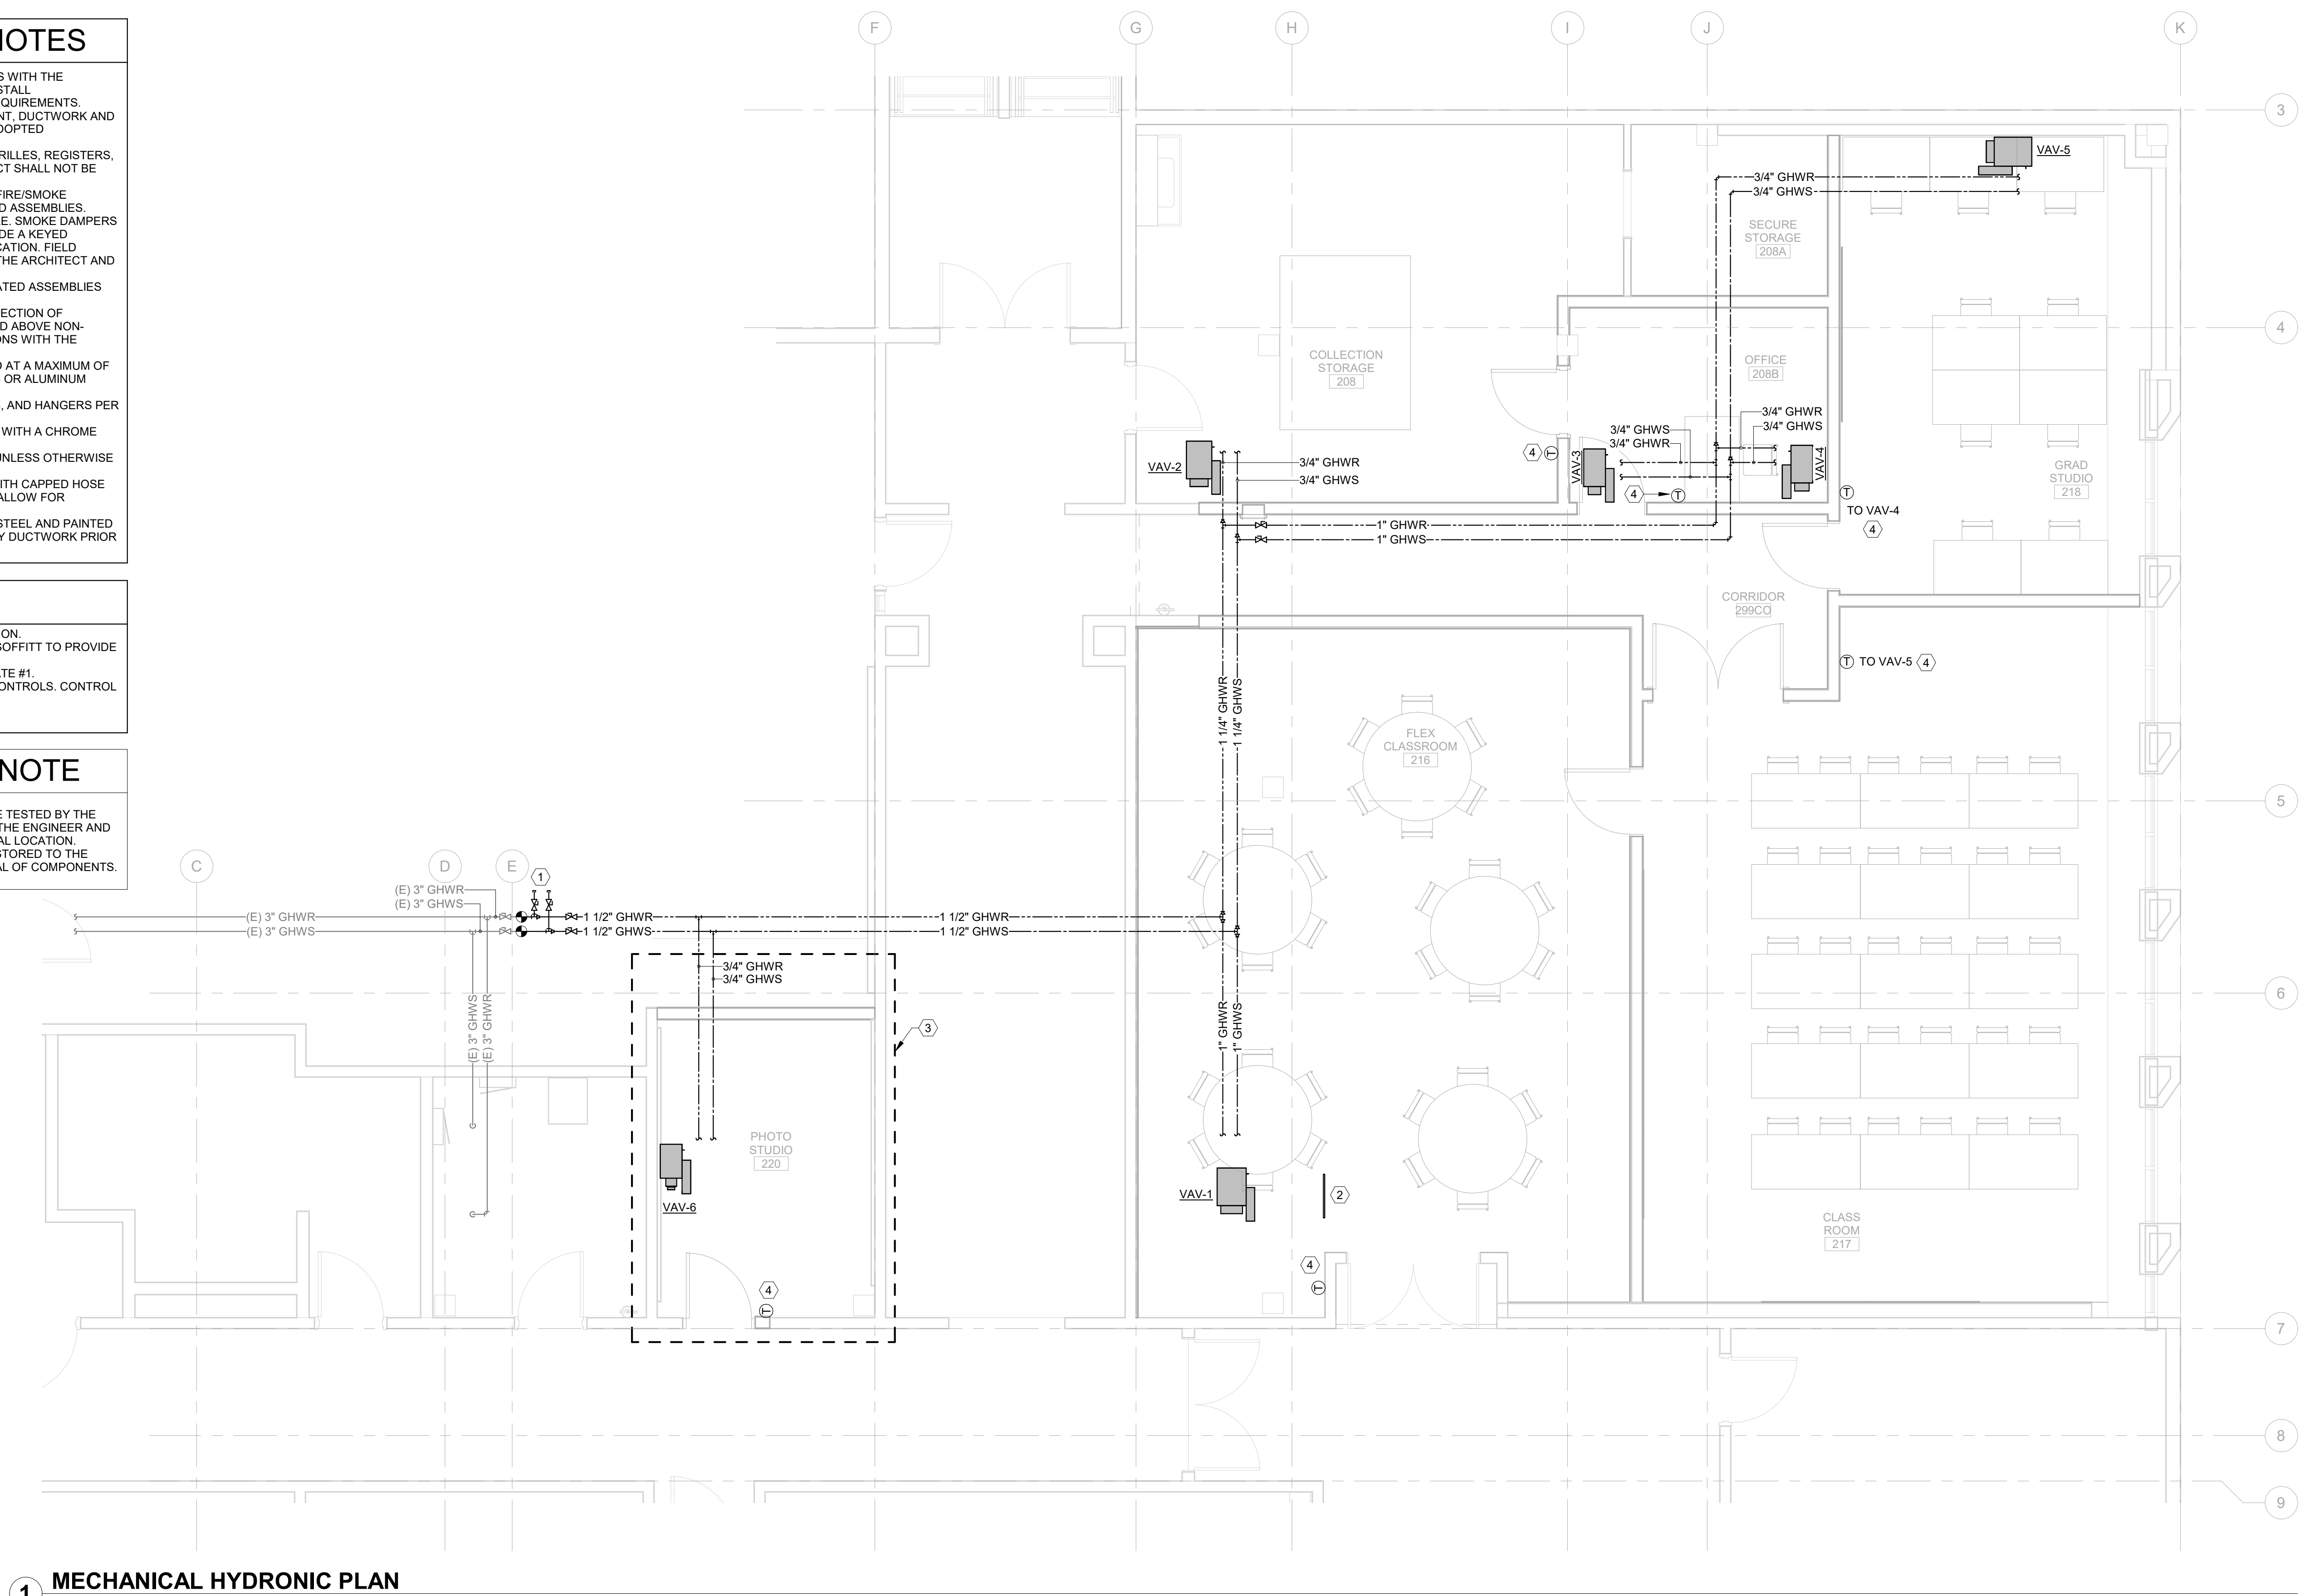 NOTES
S WITH THE
STALL
QUIREMENTS.
NT, DUCTWORK AND
DOPTED
RILLES, REGISTERS,
CT SHALL NOT BE
FIRE/SMOKE
D ASSEMBLIES.
E. SMOKE DAMPERS
DE A KEYED
CATION. FIELD
THE ARCHITECT AND
ATED ASSEMBLIES
ECTION OF
D ABOVE NON-
ONS WITH THE
D AT A MAXIMUM OF
OR ALUMINUM
, AND HANGERS PER
WITH A CHROME
UNLESS OTHERWISE
ITH CAPPED HOSE
ALLOW FOR
STEEL AND PAINTED
Y DUCTWORK PRIOR
ON.
SOFFITT TO PROVIDE
ATE #1.
ONTROLS. CONTROL
NOTE
E TESTED BY THE
THE ENGINEER AND
AL LOCATION.
STORED TO THE
AL OF COMPONENTS.
F
G
H
I
J
K
3
VAV-5
3/4" GHWR
3/4" GHWS
SECURE
STORAGE
208A
4
COLLECTION
STORAGE
208
OFFICE
208B
3/4" GHWR
3/4" GHWS
3/4" GHWS
3/4" GHWR
4
T
VAV-3
VAV-4
VAV-2
3/4" GHWR
3/4" GHWS
GRAD
STUDIO
218
4
T
T
TO VAV-4
4
1" GHWR
1" GHWS
CORRIDOR
299CO
T
TO VAV-5
4
1 1/4" GHWR
1 1/4" GHWS
FLEX
CLASSROOM
216
5
C
D
E
1
(E) 3" GHWR
(E) 3" GHWS
(E) 3" GHWR
(E) 3" GHWS
1 1/2" GHWR
1 1/2" GHWS
1 1/2" GHWR
1 1/2" GHWS
3/4" GHWR
3/4" GHWS
6
(E) 3" GHWS
(E) 3" GHWR
3
1" GHWR
1" GHWS
PHOTO
STUDIO
220
VAV-6
VAV-1
2
CLASS
ROOM
217
4
T
4
T
7
8
9
1
MECHANICAL HYDRONIC PLAN